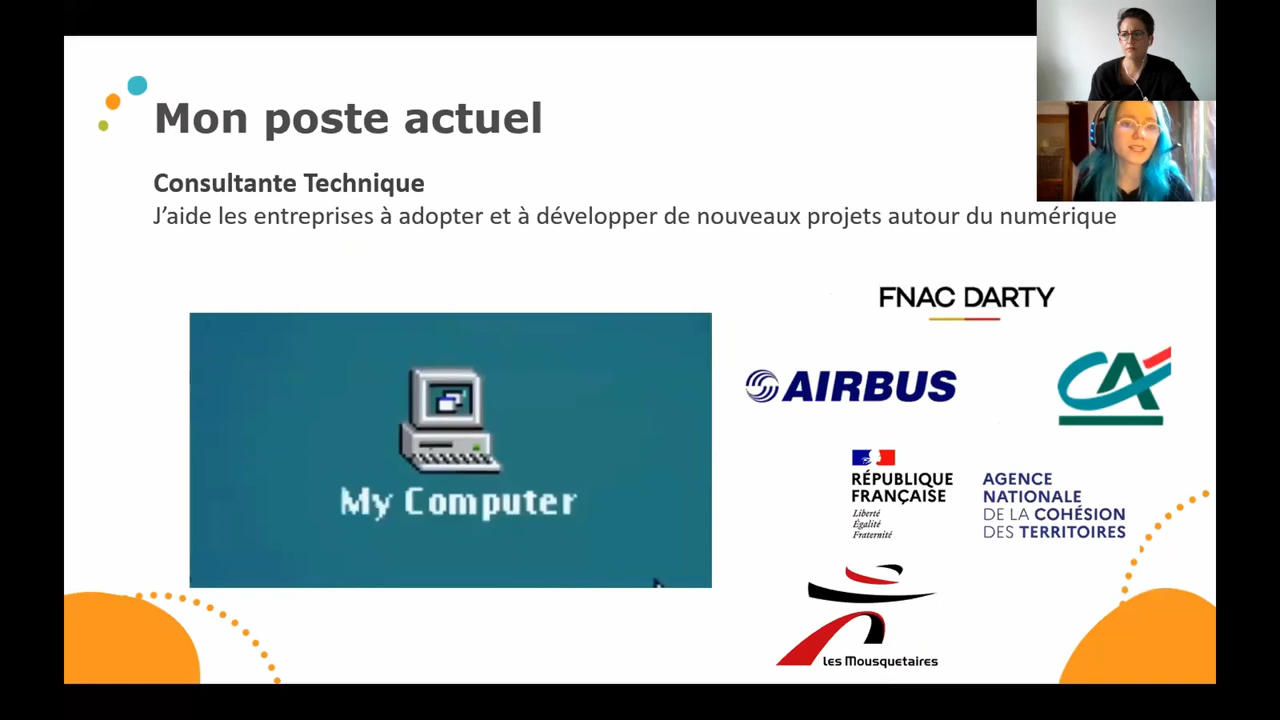 Mon poste actuel
Consultante Technique
J’aide les entreprises à adopter et à développer de nouveaux projets autour du numérique
My Computer
FNAC DARTY
AIRBUS
CA
RÉPUBLIQUE
FRANÇAISE
Liberté
Égalité
Fraternité
AGENCE
NATIONALE
DE LA COHÉSION
DES TERRITOIRES
Les Mousquetaires